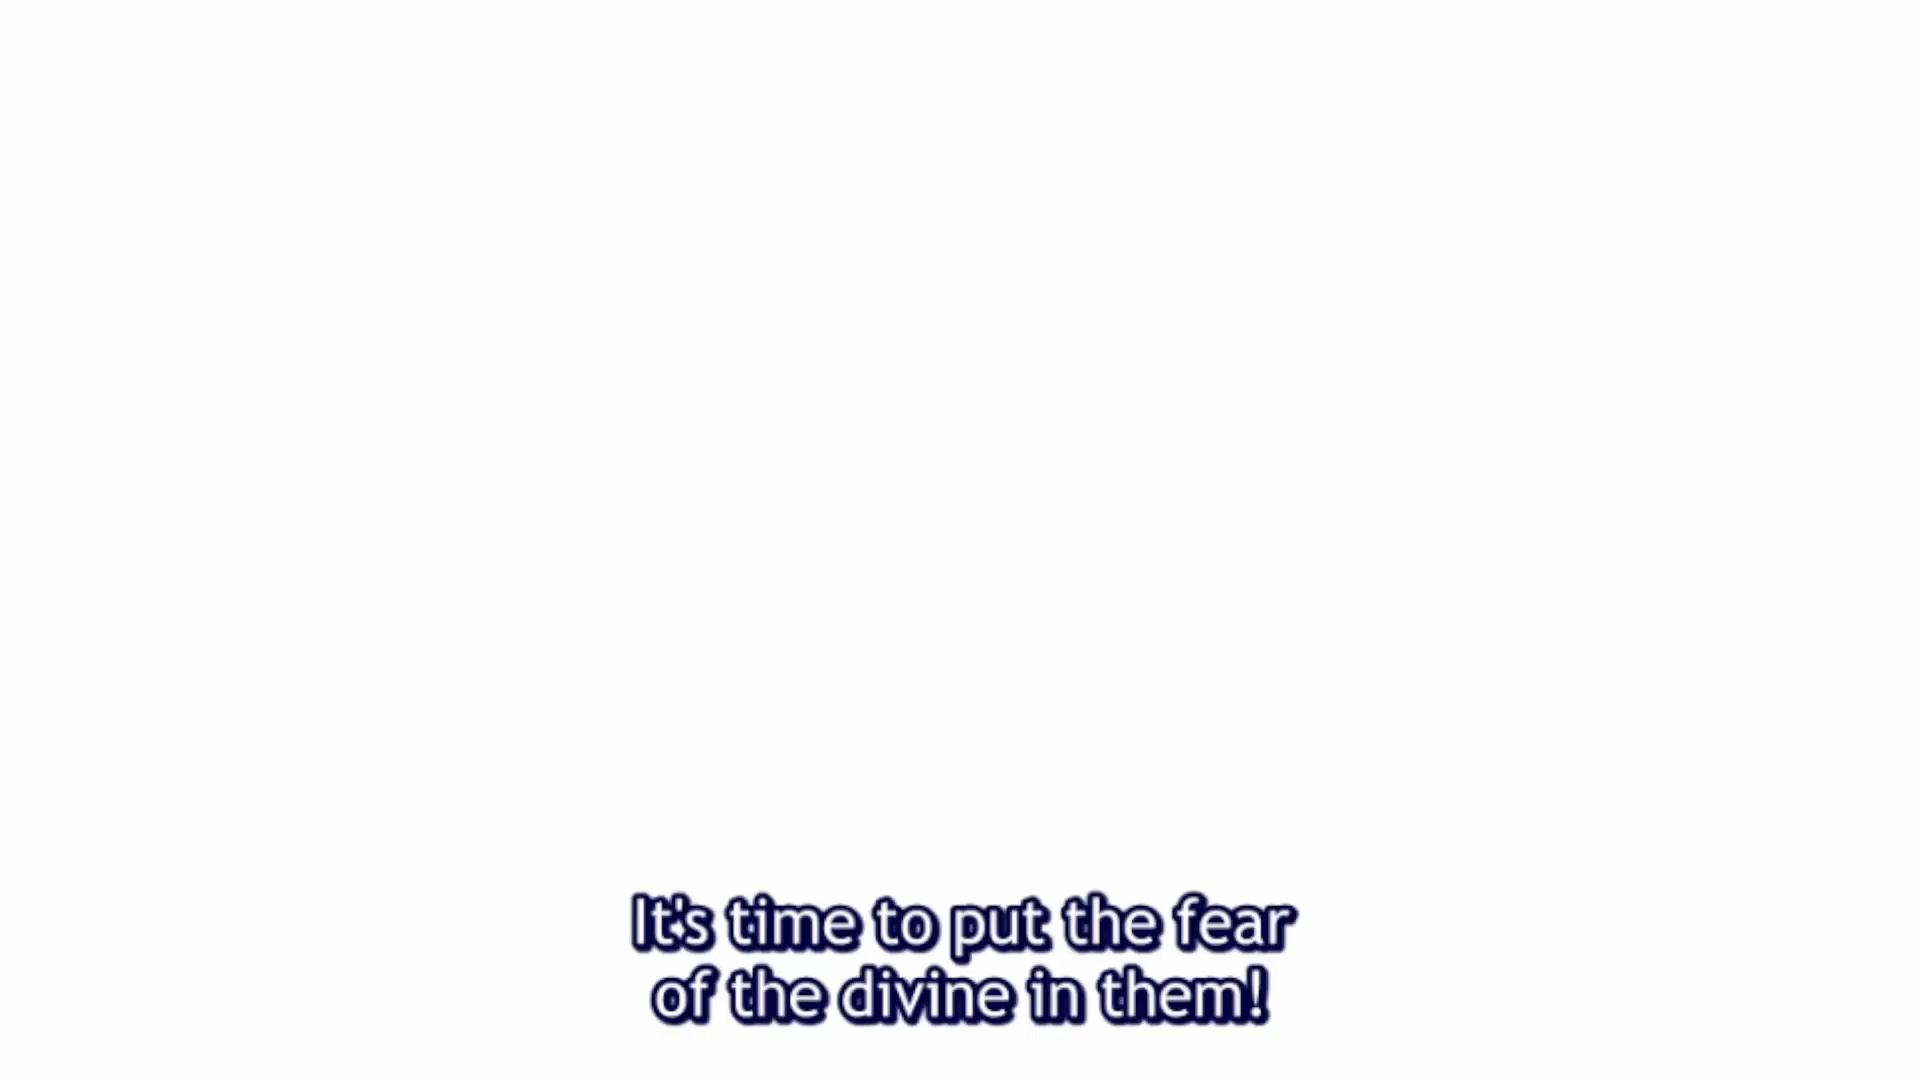 It's time to put the fear
of the divine in them!